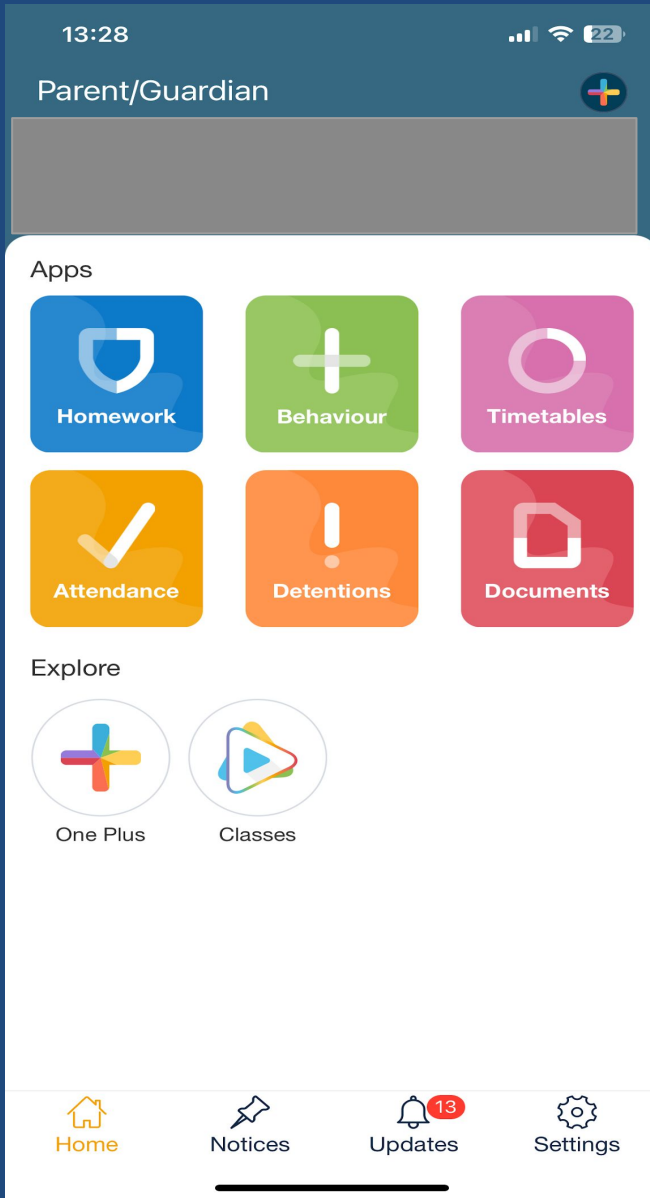 13:28
22
Parent/Guardian
Apps
Homework
Behaviour
Timetables
Attendance
Detentions
Documents
Explore
One Plus
Classes
13
Home
Notices
Updates
Settings